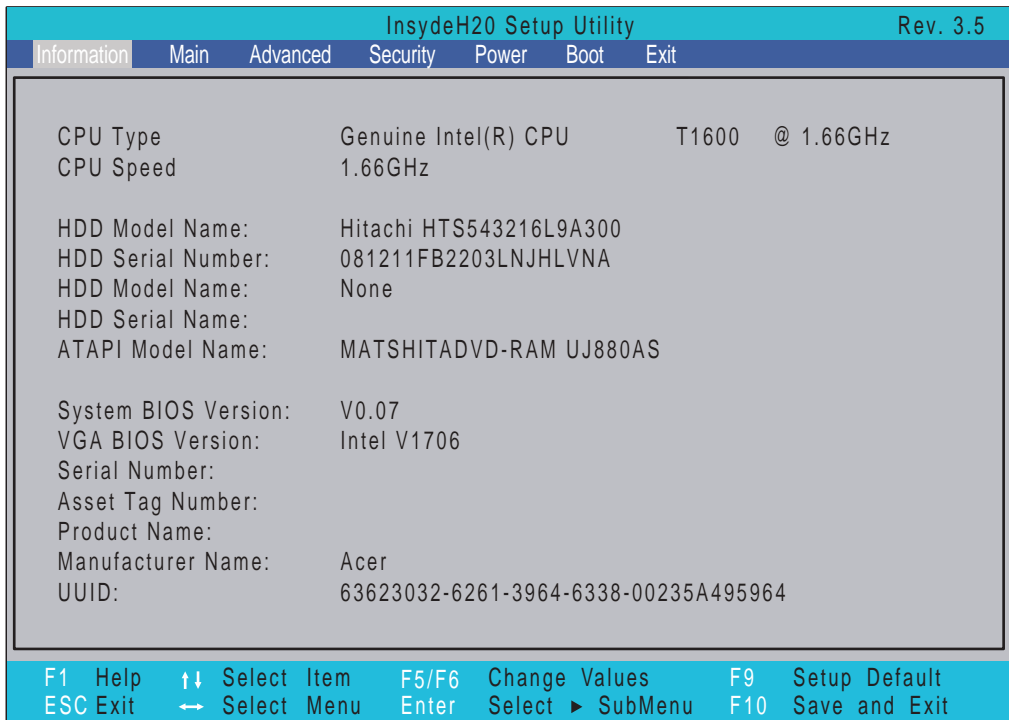 InsydeH20 Setup Utility Rev. 3.5
Information Main Advanced Security Power Boot Exit
CPU Type Genuine Intel(R) CPU T1600 @ 1.66GHz
CPU Speed 1.66GHz
HDD Model Name: Hitachi HTS543216L9A300
HDD Serial Number: 081211FB2203LNJHLVNA
HDD Model Name: None
HDD Serial Name:
ATAPI Model Name: MATSHITADVD-RAM UJ880AS
System BIOS Version: V0.07
VGA BIOS Version: Intel V1706
Serial Number:
Asset Tag Number:
Product Name:
Manufacturer Name: Acer
UUID: 63623032-6261-3964-6338-00235A495964
F1 Help ↑↓ Select Item F5/F6 Change Values F9 Setup Default
ESC Exit ↔ Select Menu Enter Select ► SubMenu F10 Save and Exit